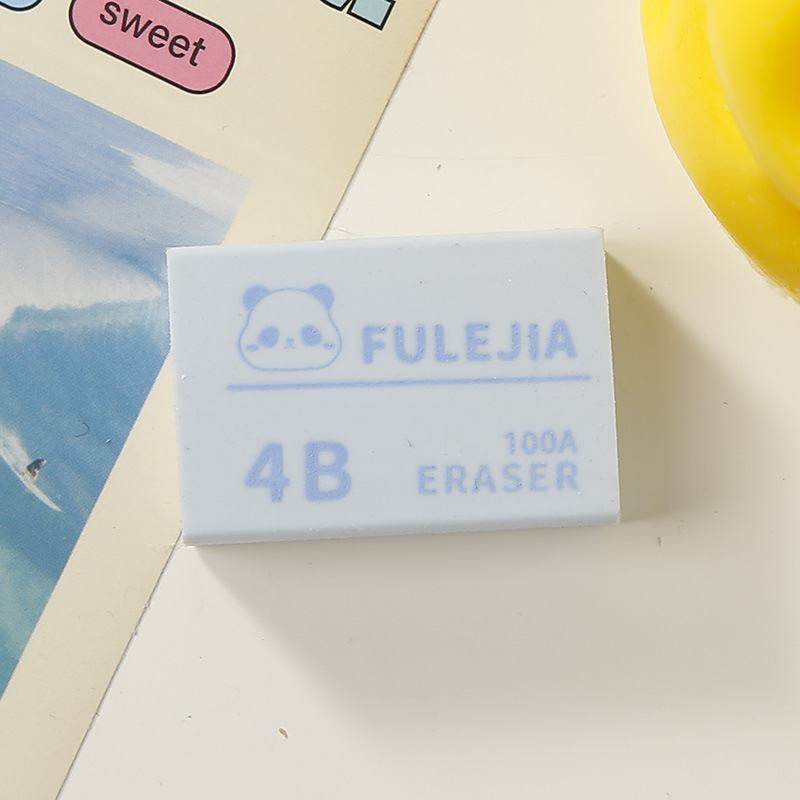 sweet
FULEJIA
4B
100A
ERASER